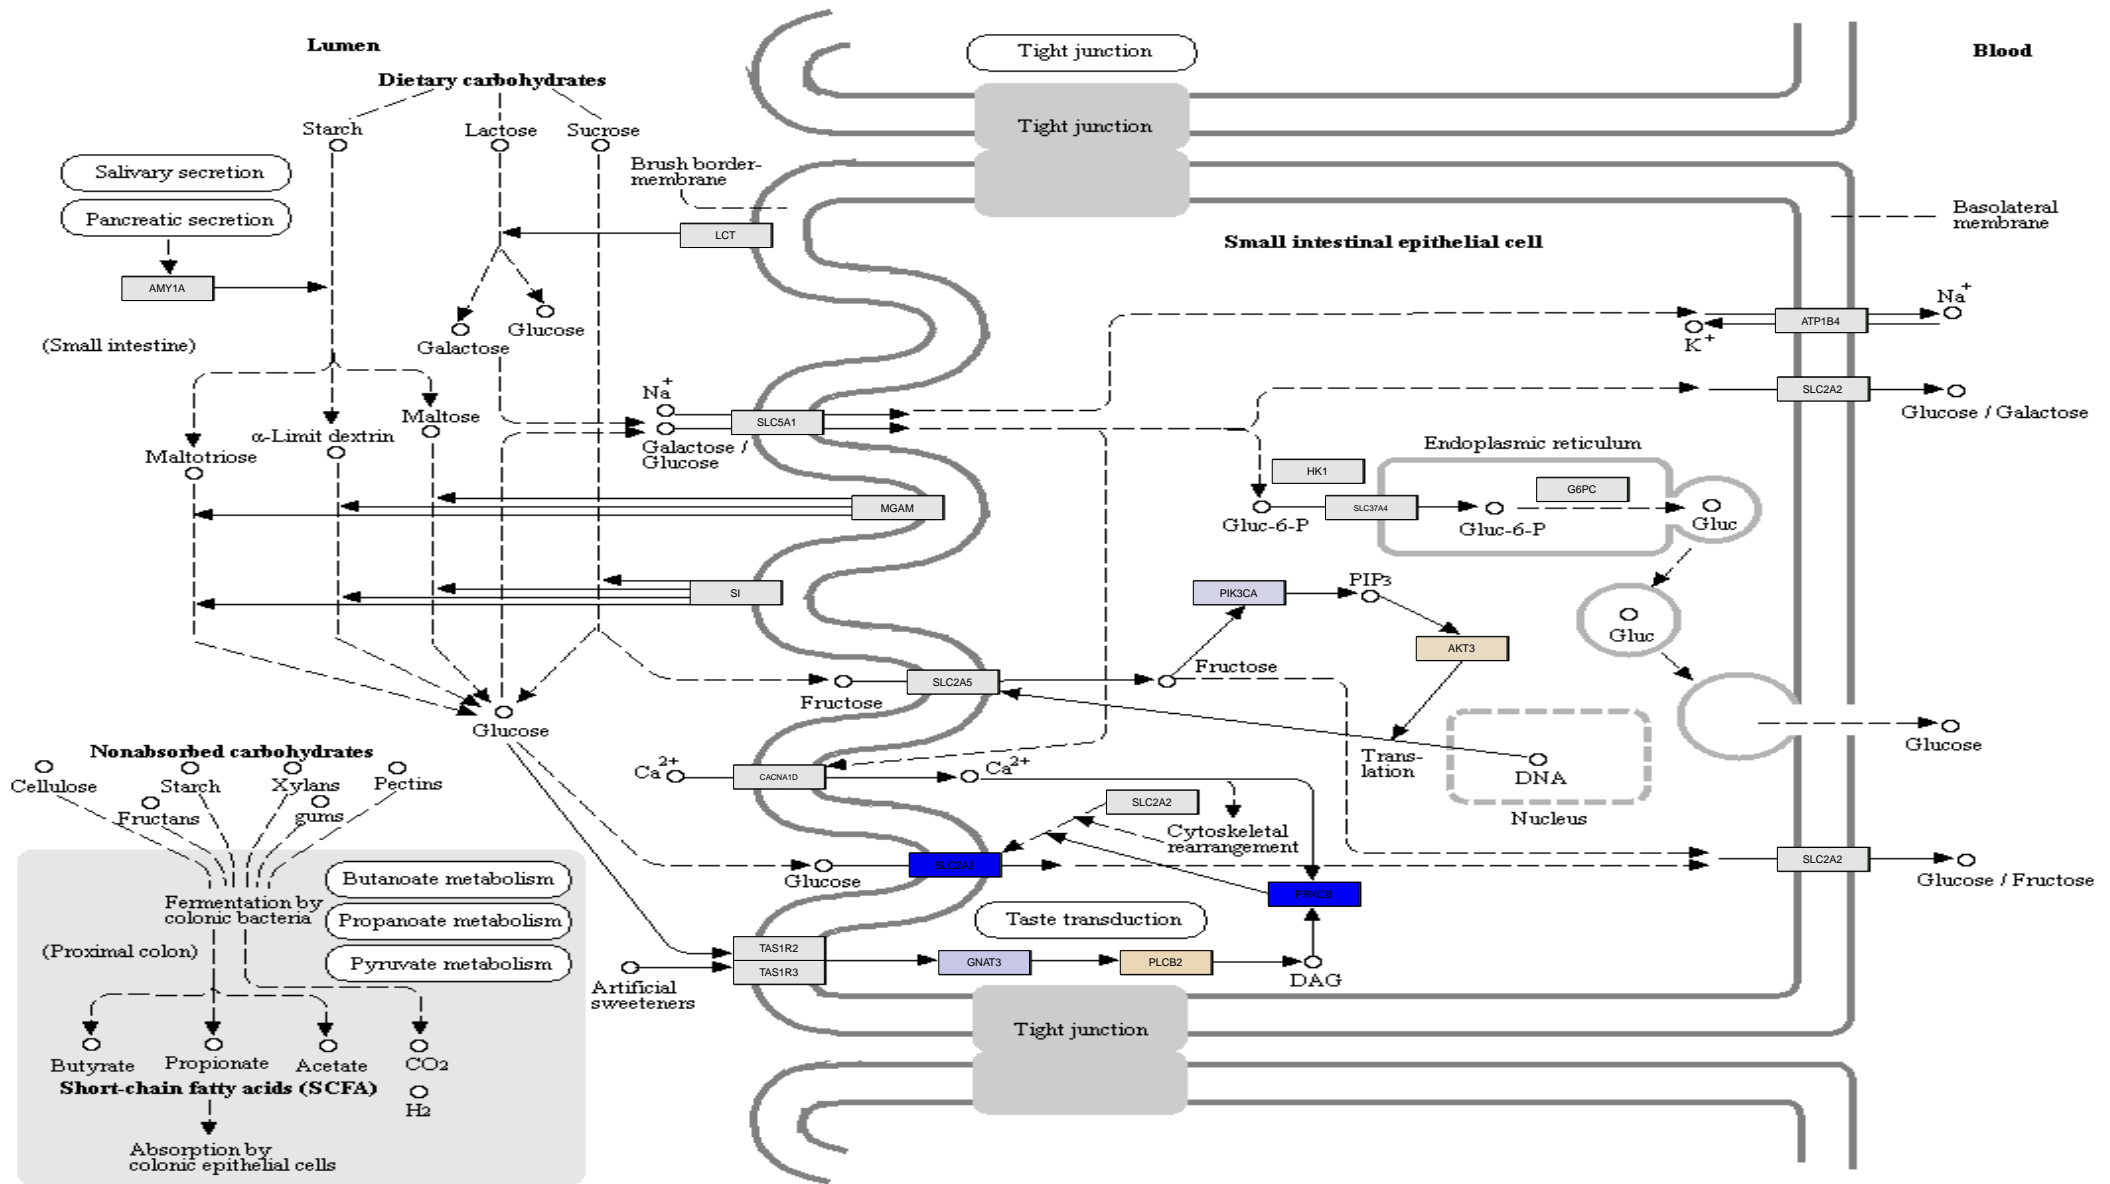 Lumen
Tight junction
Blood
Dietary carbohydrates
Starch
Lactose
Sucrose
Tight junction
Salivary secretion
Pancreatic secretion
Brush border-
membrane
LCT
Small intestinal epithelial cell
Basolateral
membrane
AMY1A
(Small intestine)
Galactose
Glucose
Na+
K+
ATP1B4
SLC2A2
Glucose / Galactose
Maltotriose
α-Limit dextrin
Maltose
Na+
Galactose /
Glucose
SLC5A1
Endoplasmic reticulum
HK1
SLC37A4
G6PC
Gluc-6-P
Gluc-6-P
Gluc
MGAM
SI
PIK3CA
PIP3
AKT3
Gluc
Fructose
SLC2A5
Fructose
Glucose
Trans-
lation
DNA
Nucleus
Glucose
Nonabsorbed carbohydrates
Cellulose
Starch
Xylans
Pectins
Fructans
gums
Ca2+
CACNA1D
Ca2+
SLC2A2
Cytoskeletal
rearrangement
Glucose
SLC2A2
PRKCB
SLC2A2
Glucose / Fructose
Butanoate metabolism
Propanoate metabolism
Pyruvate metabolism
Fermentation by
colonic bacteria
(Proximal colon)
Taste transduction
TAS1R2
TAS1R3
GNAT3
PLCB2
DAG
Artificial
sweeteners
Tight junction
Butyrate
Propionate
Acetate
CO2
Short-chain fatty acids (SCFA)
H2
Absorption by
colonic epithelial cells